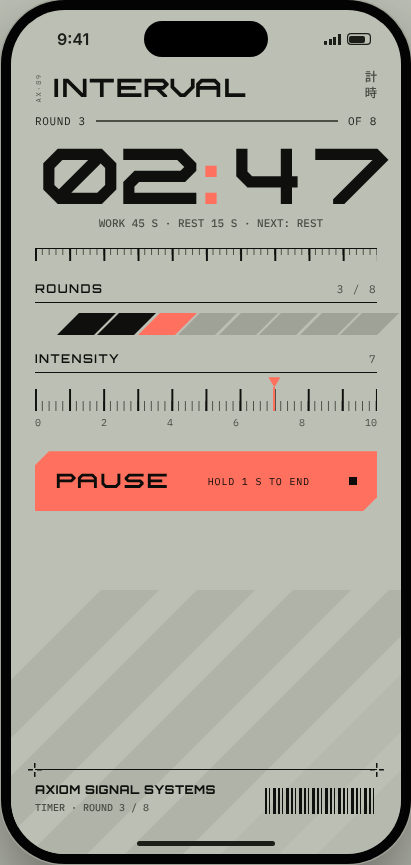 9:41
AX-09
INTERVAL
計時
ROUND 3 OF 8
02:47
WORK 45 S · REST 15 S · NEXT: REST
ROUNDS 3 / 8
INTENSITY 7
0 2 4 6 8 10
PAUSE HOLD 1 S TO END
AXIOM SIGNAL SYSTEMS
TIMER · ROUND 3 / 8